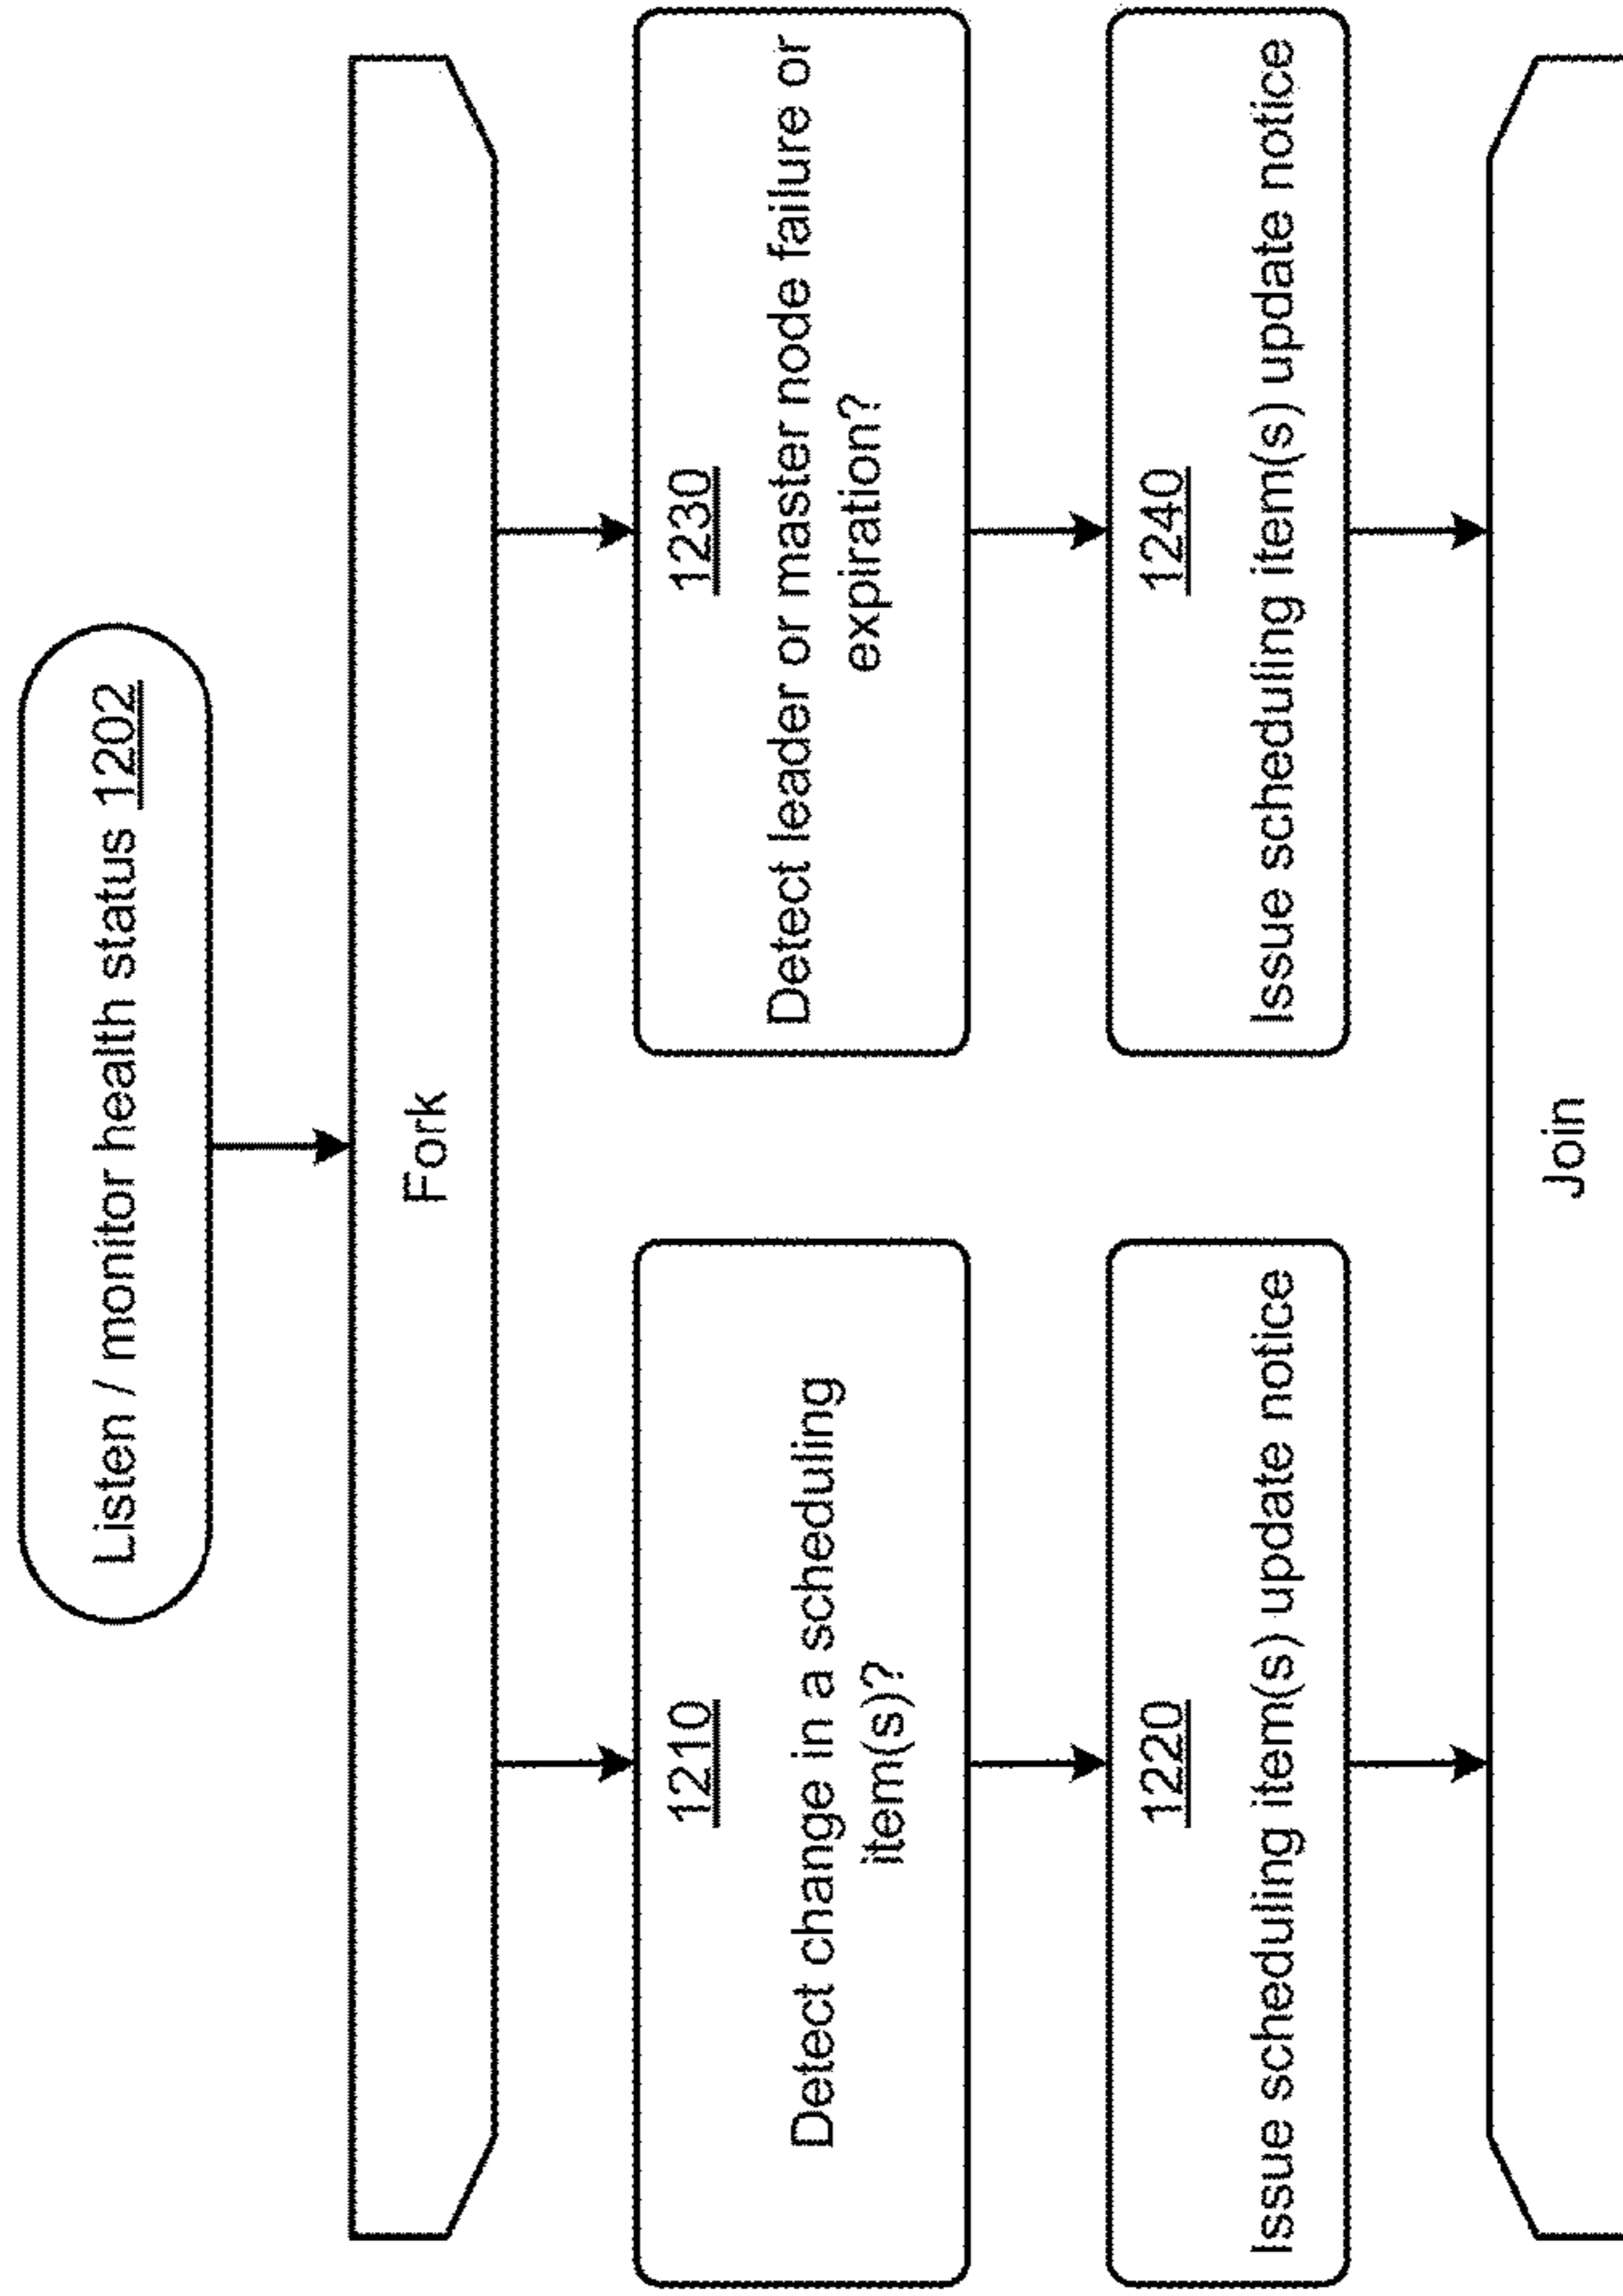 Listen / monitor health status 1202
Fork
1210
Detect change in a scheduling
item(s)?
1220
Issue scheduling item(s) update notice
1230
Detect leader or master node failure or
expiration?
1240
Issue scheduling item(s) update notice
Join